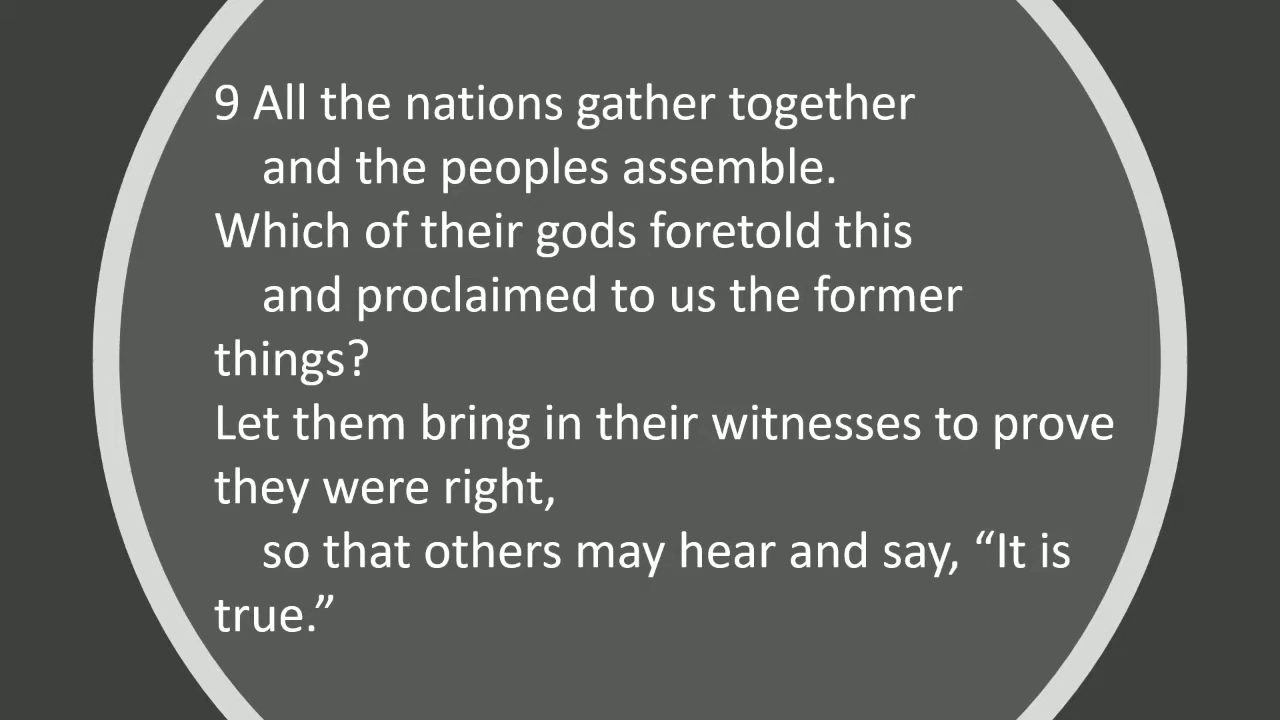 9 All the nations gather together
and the peoples assemble.
Which of their gods foretold this
and proclaimed to us the former
things?
Let them bring in their witnesses to prove
they were right,
so that others may hear and say, “It is
true.”